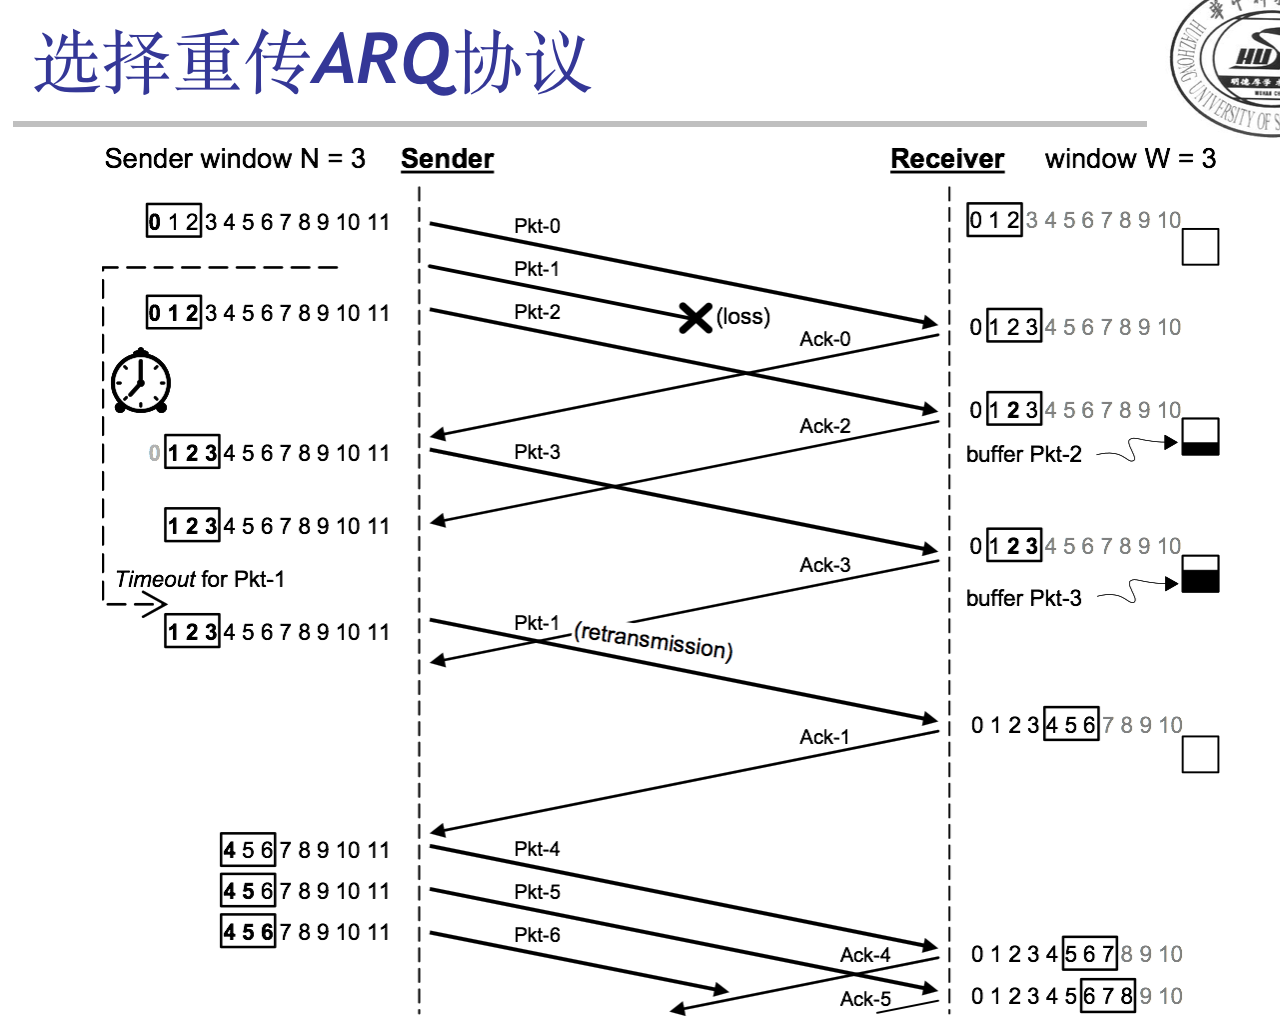 选择重传ARQ协议
Sender window N = 3 Sender Receiver window W = 3
0 1 2 3 4 5 6 7 8 9 10 11 Pkt-0 0 1 2 3 4 5 6 7 8 9 10
Pkt-1
0 1 2 3 4 5 6 7 8 9 10 11 Pkt-2 (loss) 0 1 2 3 4 5 6 7 8 9 10
Ack-0
0 1 2 3 4 5 6 7 8 9 10
Ack-2
0 1 2 3 4 5 6 7 8 9 10 11 Pkt-3 buffer Pkt-2
1 2 3 4 5 6 7 8 9 10 11
0 1 2 3 4 5 6 7 8 9 10
Ack-3
Timeout for Pkt-1
buffer Pkt-3
1 2 3 4 5 6 7 8 9 10 11 Pkt-1 (retransmission)
0 1 2 3 4 5 6 7 8 9 10
Ack-1
4 5 6 7 8 9 10 11 Pkt-4
4 5 6 7 8 9 10 11 Pkt-5
4 5 6 7 8 9 10 11 Pkt-6
Ack-4 0 1 2 3 4 5 6 7 8 9 10
Ack-5 0 1 2 3 4 5 6 7 8 9 10